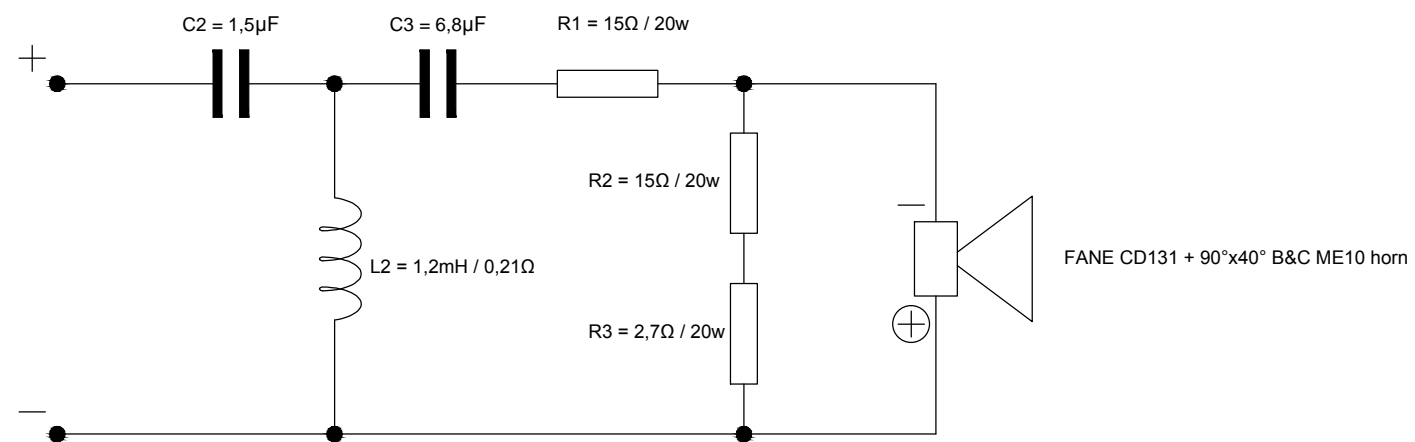 C2 = 1,5µF
C3 = 6,8µF
R1 = 15Ω / 20w
+
R2 = 15Ω / 20w
−
FANE CD131 + 90°x40° B&C ME10 horn
L2 = 1,2mH / 0,21Ω
+
R3 = 2,7Ω / 20w
−